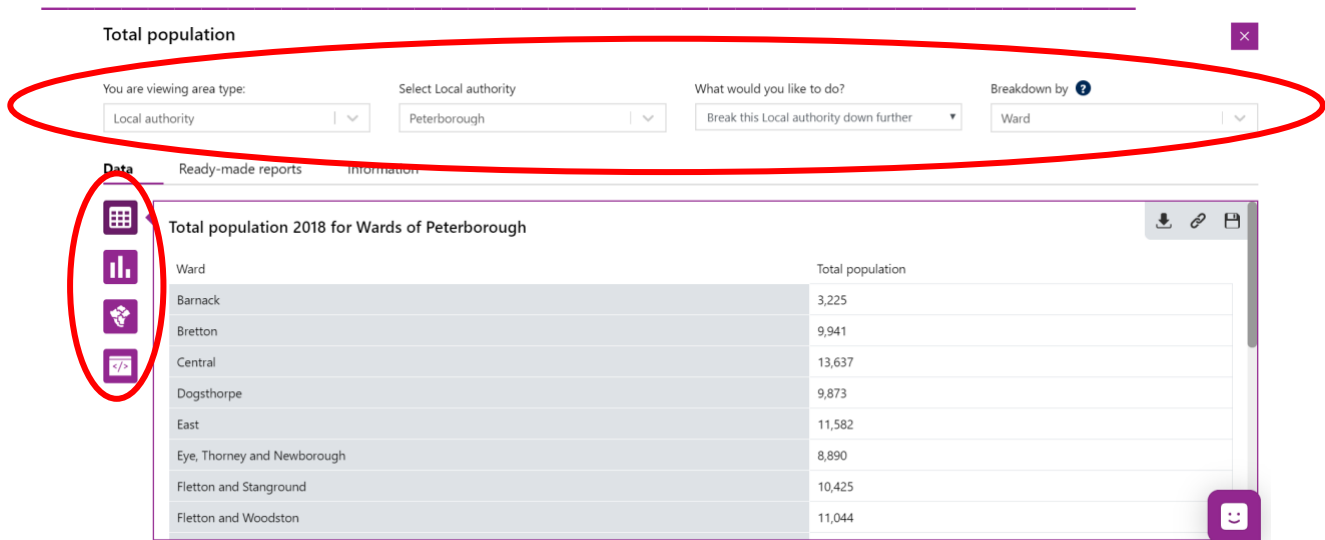 Total population
You are viewing area type: Select Local authority What would you like to do? Breakdown by ?
Local authority Peterborough Break this Local authority down further Ward
Data Ready-made reports Information
Total population 2018 for Wards of Peterborough
Ward Total population
Barnack 3,225
Bretton 9,941
Central 13,637
Dogsthorpe 9,873
East 11,582
Eye, Thorney and Newborough 8,890
Fletton and Stanground 10,425
Fletton and Woodston 11,044